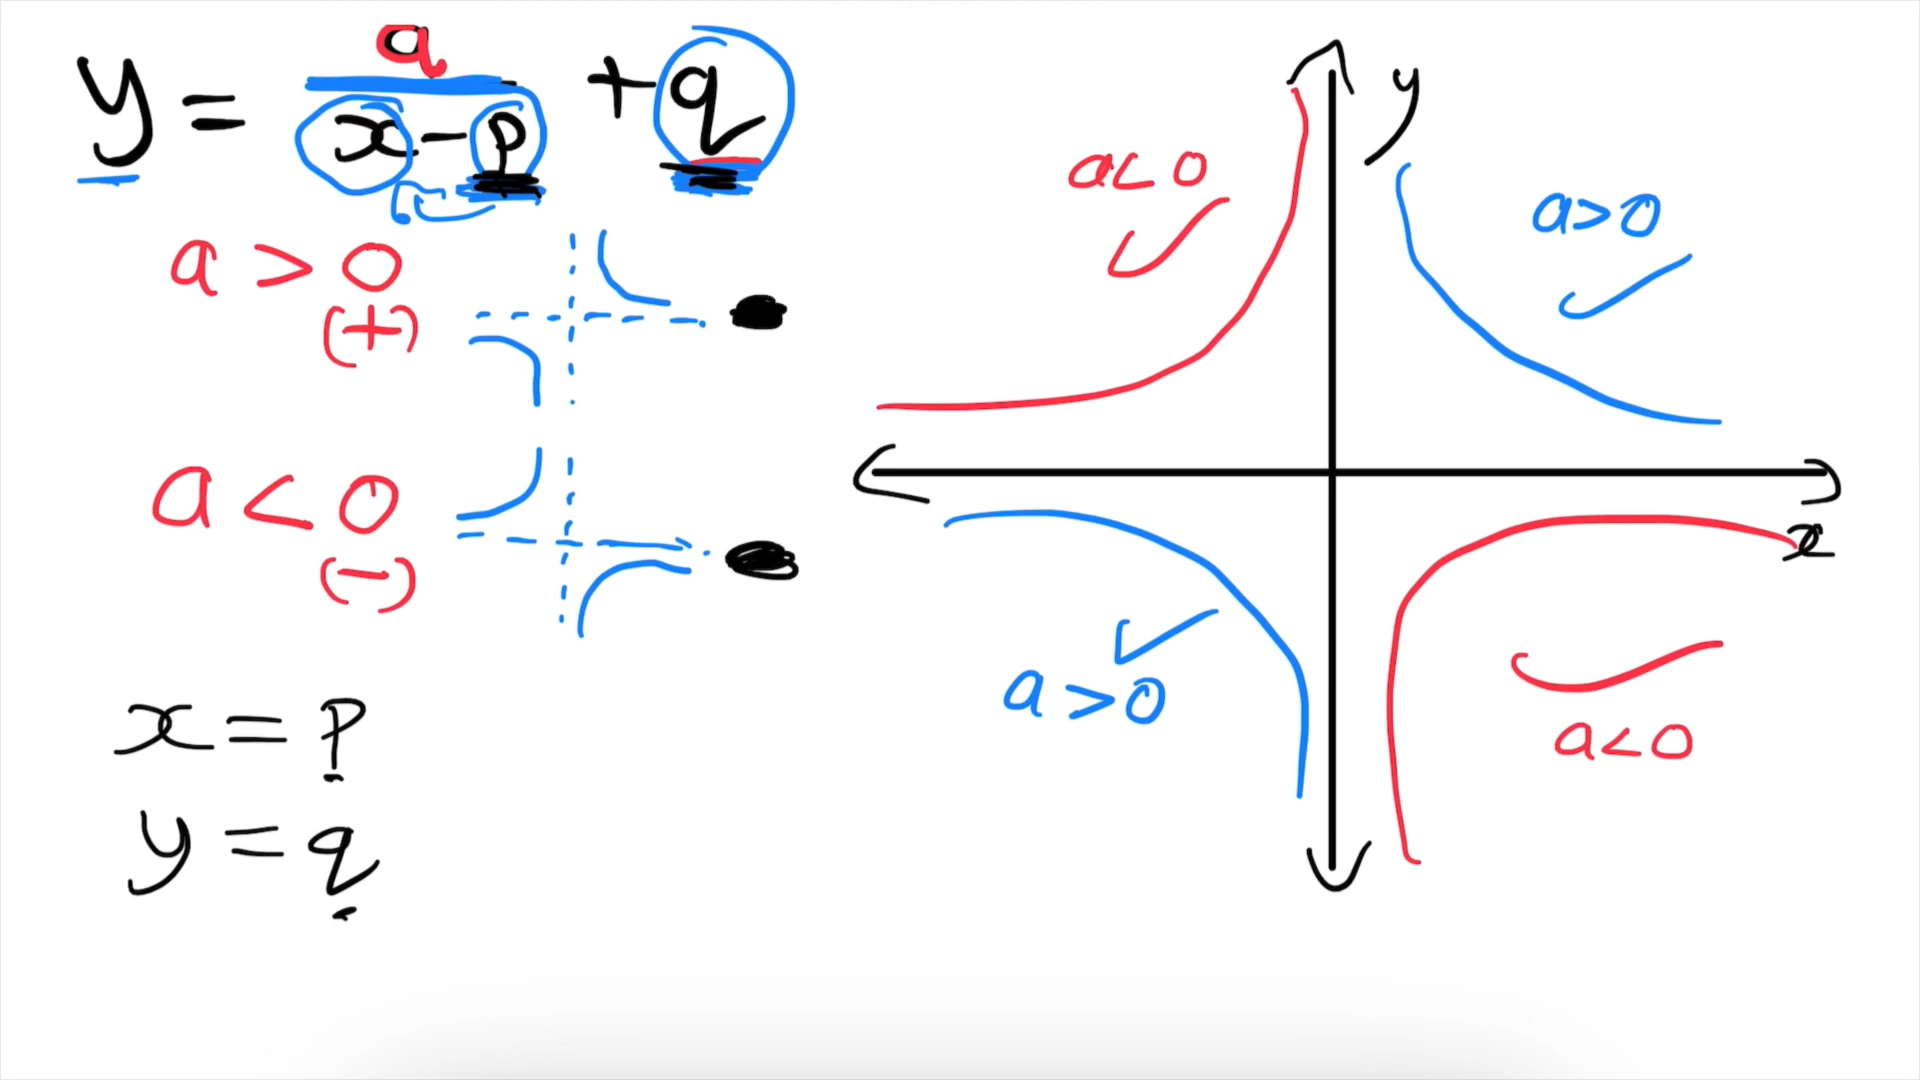 y = a/(x - p) + q
a > 0
(+)
a < 0
(-)
x = p
y = q
y
a < 0
a > 0
x
a > 0
a < 0